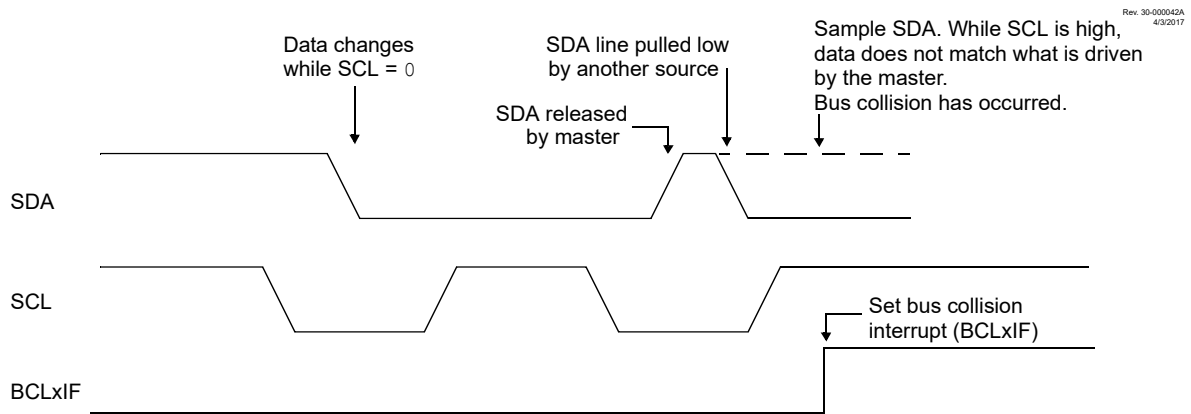 Rev. 30-000042A
4/3/2017
Data changes
while SCL = 0
SDA line pulled low
by another source
SDA released
by master
Sample SDA. While SCL is high,
data does not match what is driven
by the master.
Bus collision has occurred.
SDA
SCL
Set bus collision
interrupt (BCLxIF)
BCLxIF